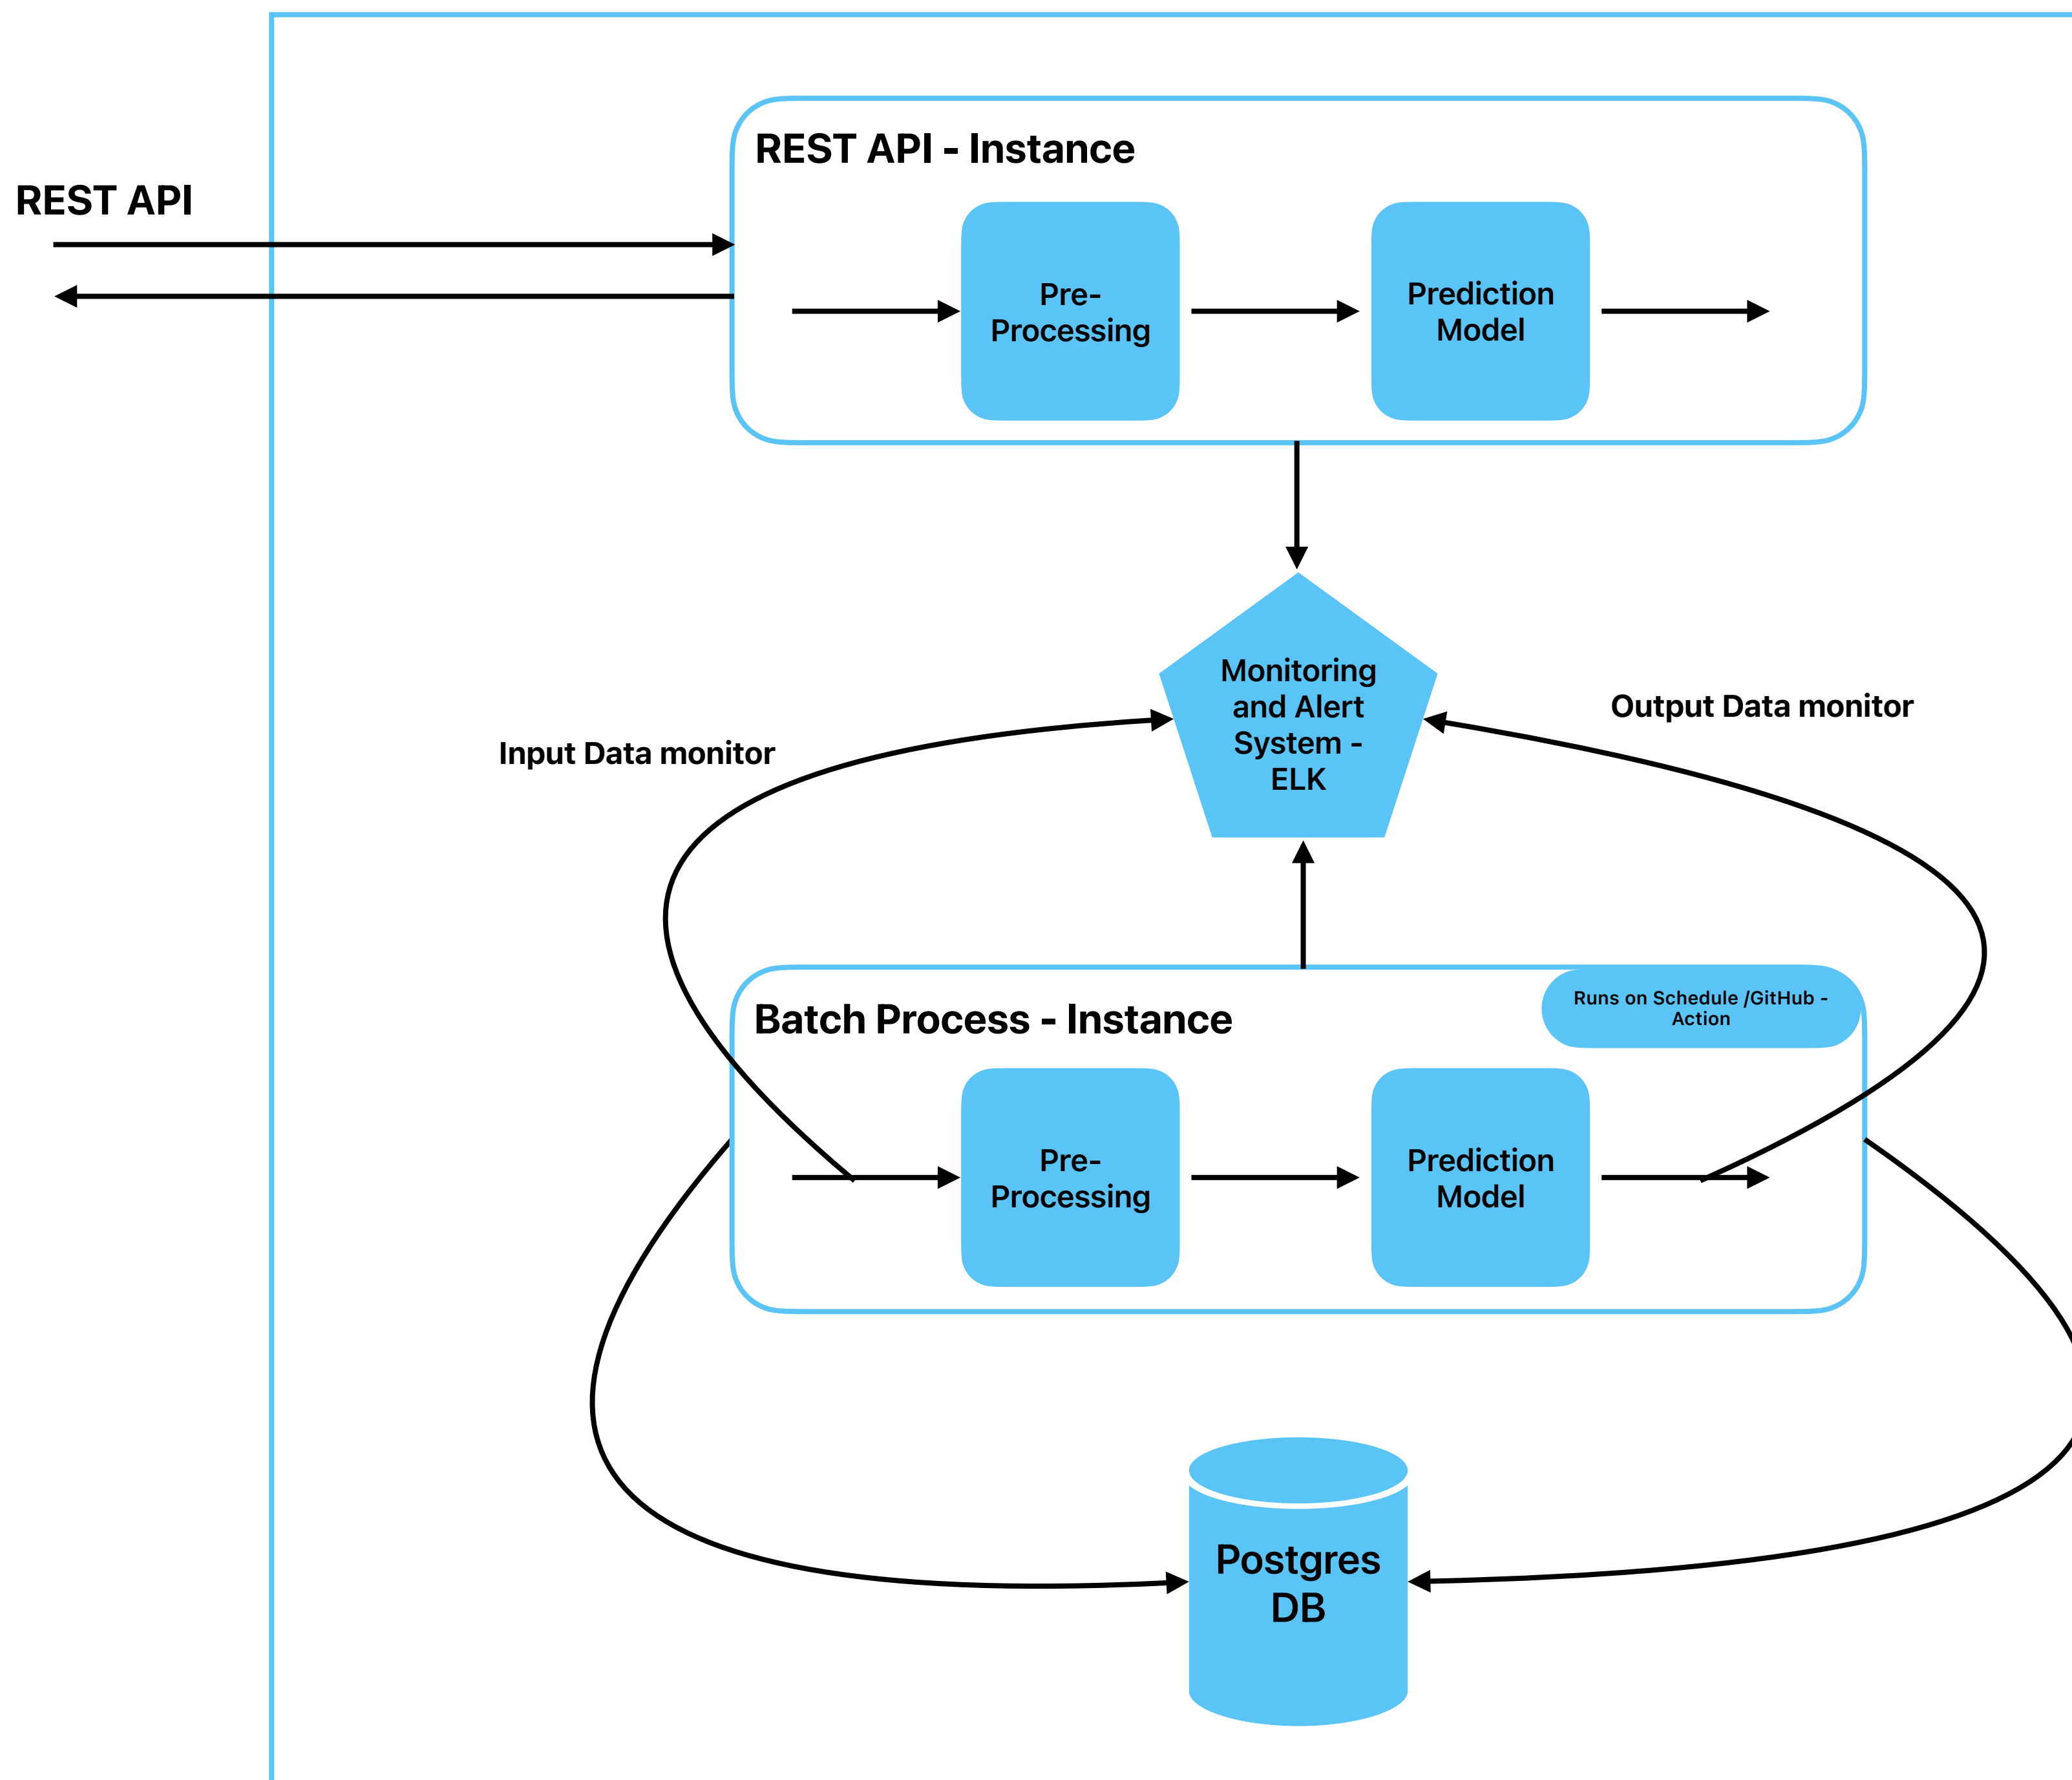 REST API - Instance
REST API
Pre-
Processing
Prediction
Model
Monitoring
and Alert
System -
ELK
Output Data monitor
Input Data monitor
Runs on Schedule /GitHub -
Action
Batch Process - Instance
Pre-
Processing
Prediction
Model
Postgres
DB